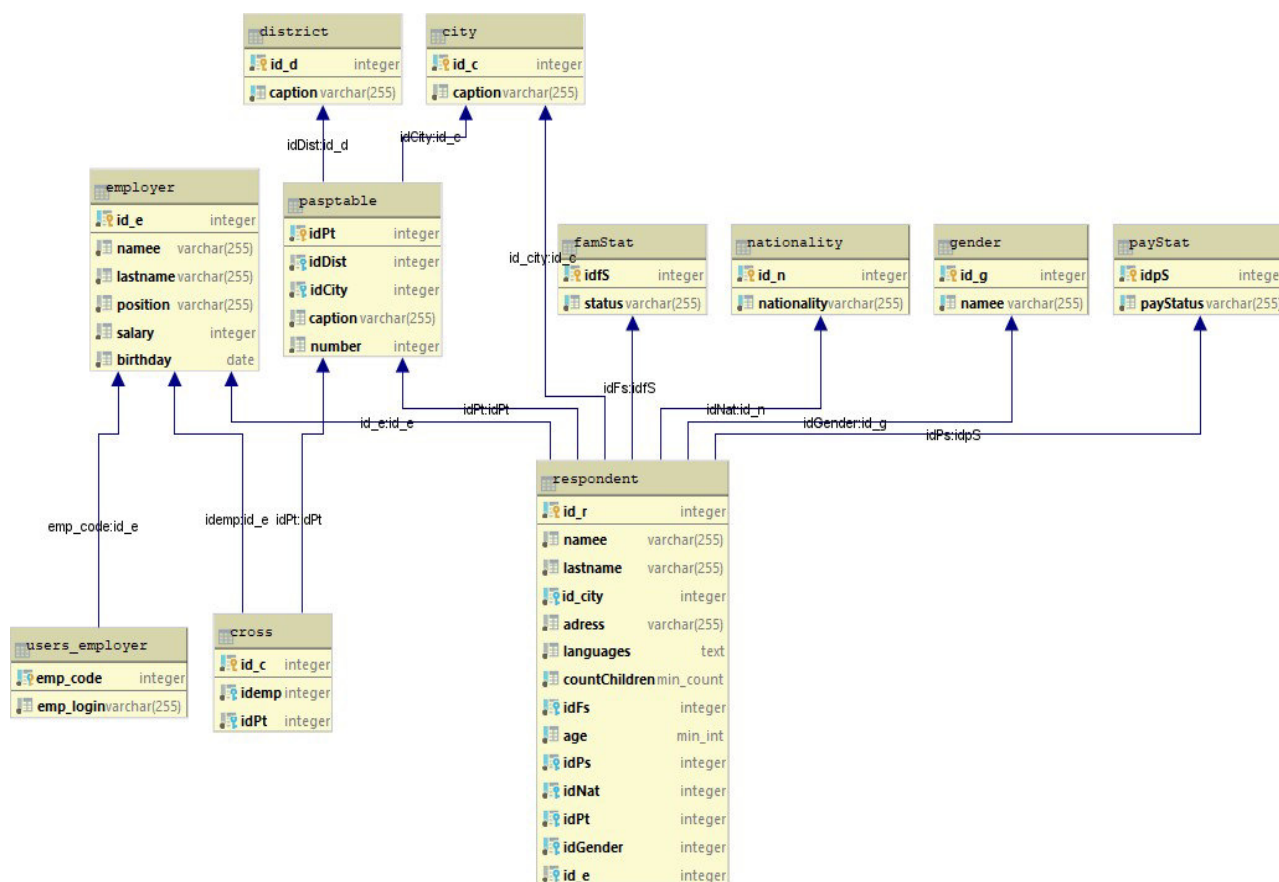 district
id_d integer
caption varchar(255)
city
id_c integer
caption varchar(255)
idDist:id_d
idCity:id_c
employer
id_e integer
namee varchar(255)
lastname varchar(255)
position varchar(255)
salary integer
birthday date
pasptable
idPt integer
idDist integer
idCity integer
caption varchar(255)
number integer
id_city:id_c
famStat
idfS integer
status varchar(255)
nationality
id_n integer
nationality varchar(255)
gender
id_g integer
namee varchar(255)
payStat
idpS integer
payStatus varchar(255)
idFs:idfS
idPt:idPt
id_e:id_e
idNat:id_n
idGender:id_g
idPs:idpS
emp_code:id_e
idemp:id_e
idPt:idPt
respondent
id_r integer
namee varchar(255)
lastname varchar(255)
id_city integer
adress varchar(255)
languages text
countChildren min_count
idFs integer
age min_int
idPs integer
idNat integer
idPt integer
idGender integer
id_e integer
users_employer
emp_code integer
emp_login varchar(255)
cross
id_c integer
idemp integer
idPt integer